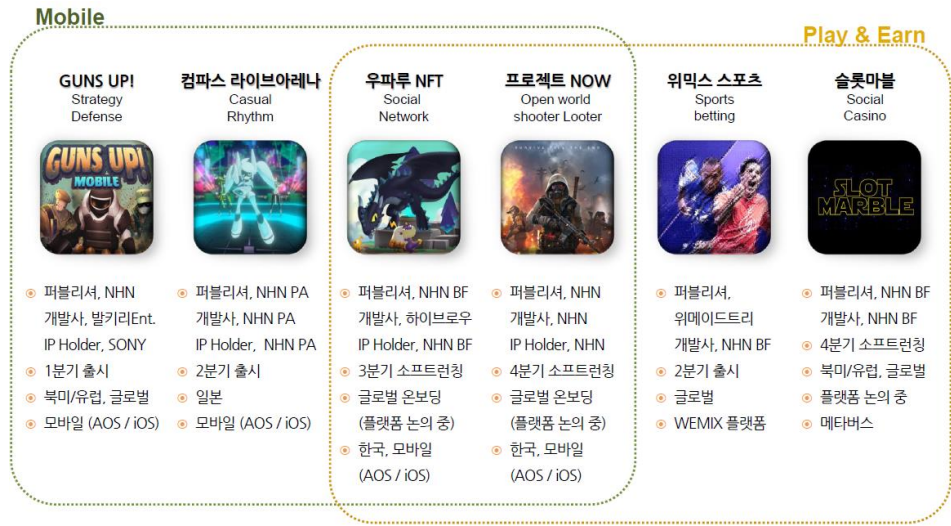 Mobile
Play & Earn
GUNS UP!
Strategy
Defense
GUNS UP!
MOBILE
퍼블리셔, NHN
개발사, 발키리Ent.
IP Holder, SONY
1분기 출시
북미/유럽, 글로벌
모바일 (AOS / iOS)
컴파스 라이브아레나
Casual
Rhythm
퍼블리셔, NHN PA
개발사, NHN PA
IP Holder, NHN PA
2분기 출시
일본
모바일 (AOS / iOS)
우파루 NFT
Social
Network
퍼블리셔, NHN BF
개발사, 하이브로우
IP Holder, NHN BF
3분기 소프트런칭
글로벌 온보딩
(플랫폼 논의 중)
한국, 모바일
(AOS / iOS)
프로젝트 NOW
Open world
shooter Looter
퍼블리셔, NHN
개발사, NHN
IP Holder, NHN
4분기 소프트런칭
글로벌 온보딩
(플랫폼 논의 중)
한국, 모바일
(AOS / iOS)
위믹스 스포츠
Sports
betting
퍼블리셔,
위메이드트리
개발사, NHN BF
2분기 출시
글로벌
WEMIX 플랫폼
슬롯마블
Social
Casino
SLOT
MARBLE
퍼블리셔, NHN BF
개발사, NHN BF
4분기 소프트런칭
북미/유럽, 글로벌
플랫폼 논의 중
메타버스